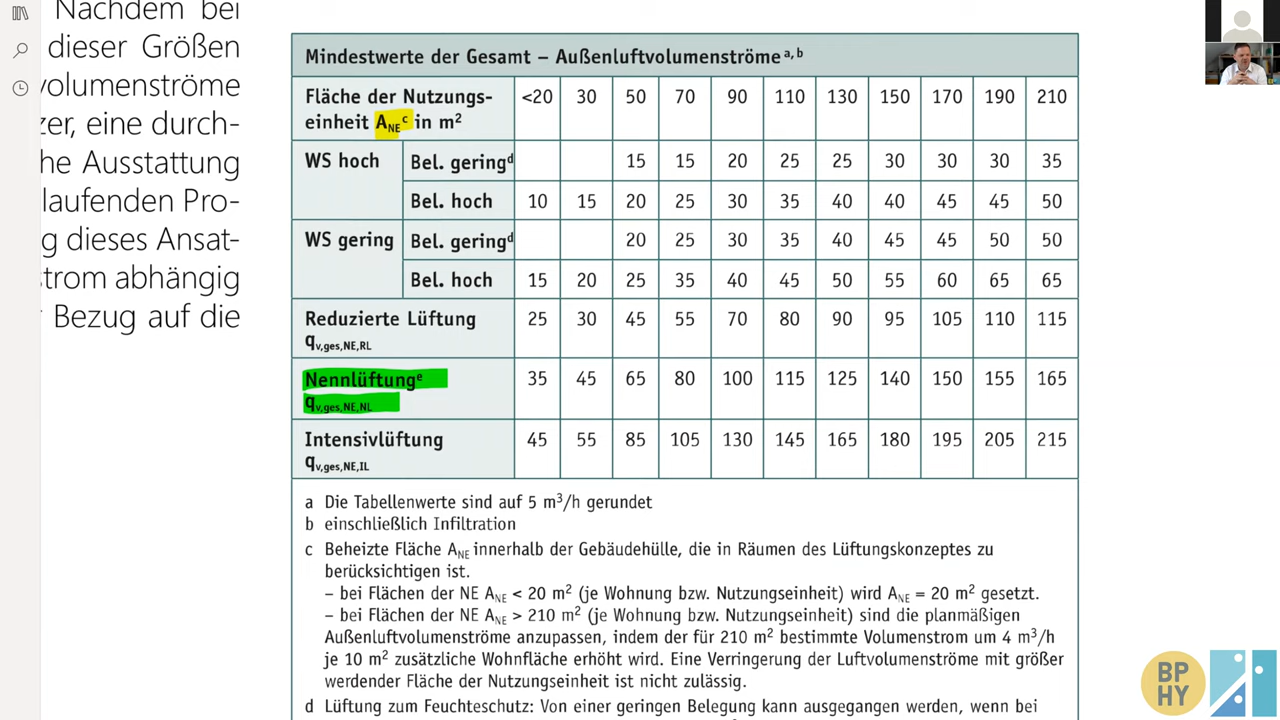 Nachdem bei
dieser Größen
volumenströme
zer, eine durch-
he Ausstattung
laufenden Pro-
g dieses Ansat-
strom abhängig
Bezug auf die
Mindestwerte der Gesamt – Außenluftvolumenströme a, b
Fläche der Nutzungs-
einheit A_NE^c in m² <20 30 50 70 90 110 130 150 170 190 210
WS hoch Bel. gering^d 15 15 20 25 25 30 30 30 35
Bel. hoch 10 15 20 25 30 35 40 40 45 45 50
WS gering Bel. gering^d 20 25 30 35 40 45 45 50 50
Bel. hoch 15 20 25 35 40 45 50 55 60 65 65
Reduzierte Lüftung 25 30 45 55 70 80 90 95 105 110 115
q v,ges,NE,RL
Nennlüftung^e 35 45 65 80 100 115 125 140 150 155 165
q v,ges,NE,NL
Intensivlüftung 45 55 85 105 130 145 165 180 195 205 215
q v,ges,NE,IL
a Die Tabellenwerte sind auf 5 m³/h gerundet
b einschließlich Infiltration
c Beheizte Fläche A_NE innerhalb der Gebäudehülle, die in Räumen des Lüftungskonzeptes zu
berücksichtigen ist.
– bei Flächen der NE A_NE < 20 m² (je Wohnung bzw. Nutzungseinheit) wird A_NE = 20 m² gesetzt.
– bei Flächen der NE A_NE > 210 m² (je Wohnung bzw. Nutzungseinheit) sind die planmäßigen
Außenluftvolumenströme anzupassen, indem der für 210 m² bestimmte Volumenstrom um 4 m³/h
je 10 m² zusätzliche Wohnfläche erhöht wird. Eine Verringerung der Luftvolumenströme mit größer
werdender Fläche der Nutzungseinheit ist nicht zulässig.
d Lüftung zum Feuchteschutz: Von einer geringen Belegung kann ausgegangen werden, wenn bei
BP
HY